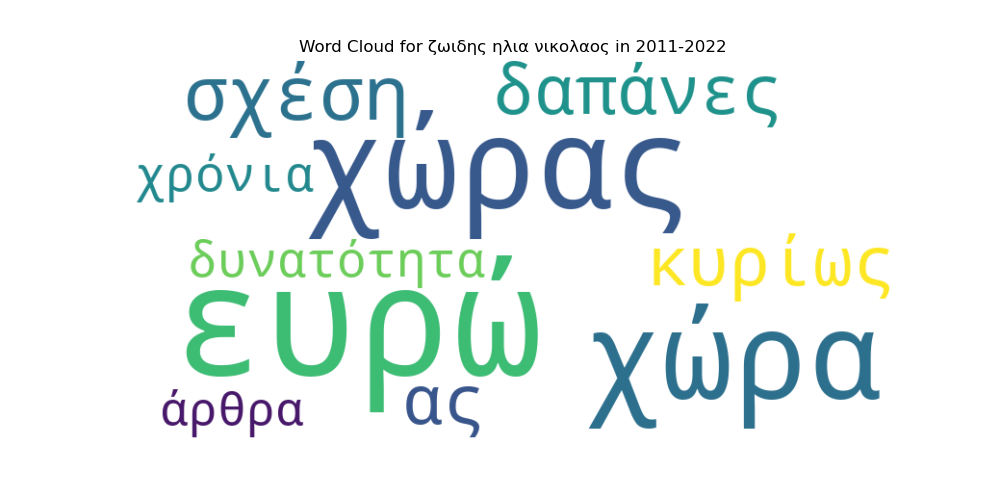 Word Cloud for ζωιδης ηλια νικολαος in 2011-2022
σχέση δαπάνες
χώρας
χρόνια
δυνατότητα κυρίως
ευρώ
χώρα
άρθρα ας